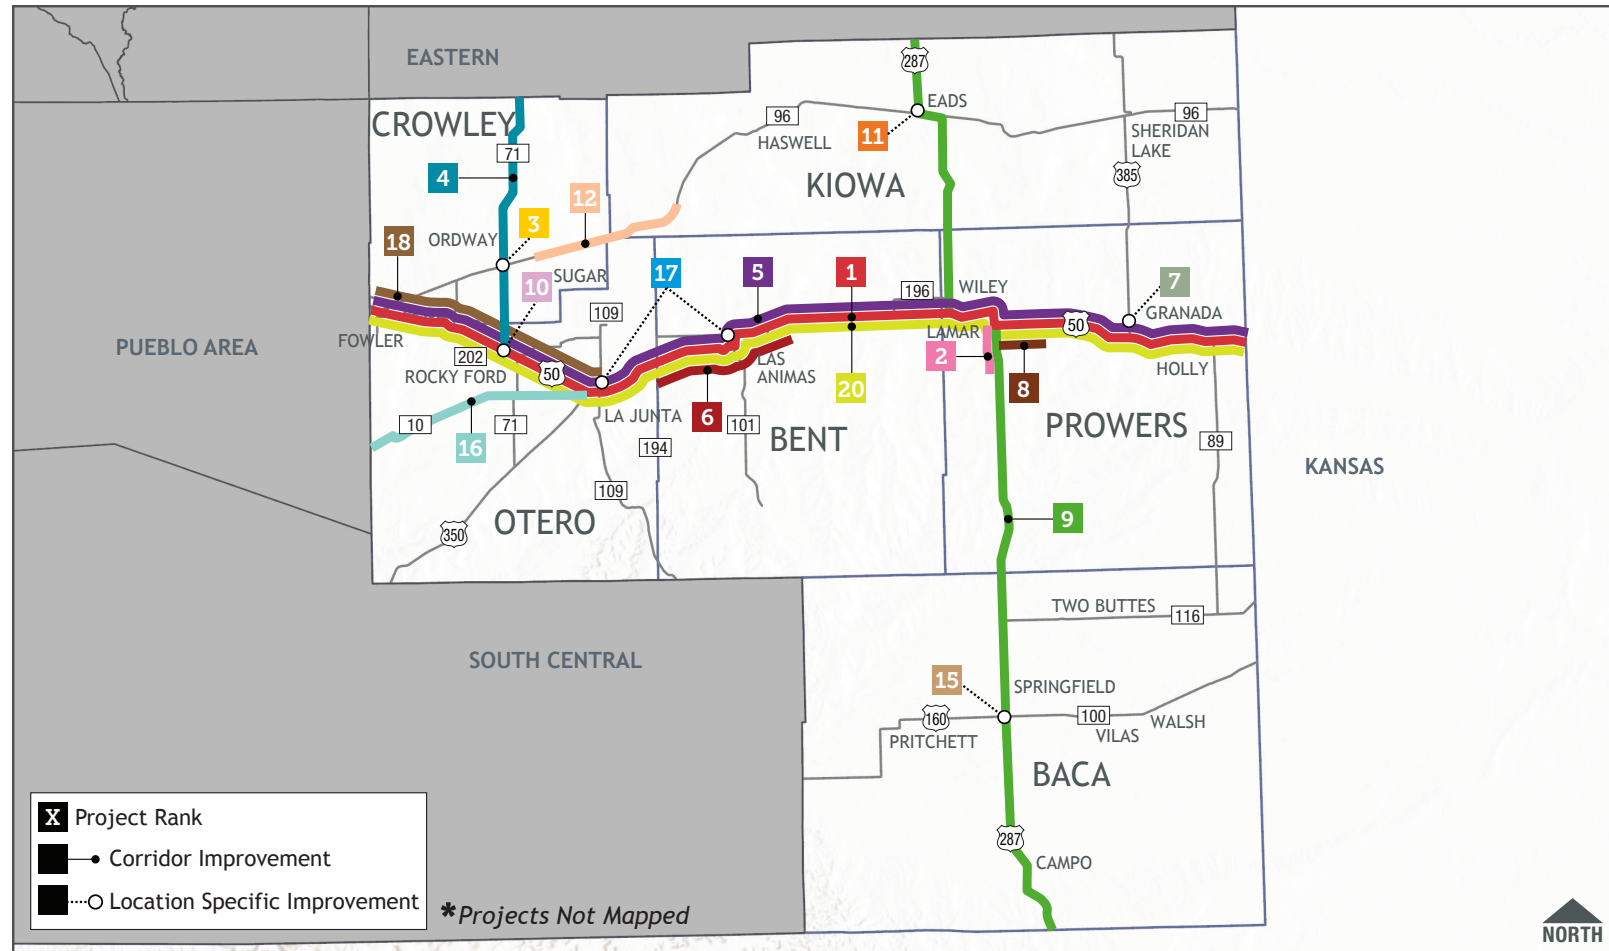 EASTERN
287
EADS
96
96
CROWLEY
11
SHERIDAN
LAKE
71
HASWELL
4
KIOWA
385
12
3
18
ORDWAY
10
SUGAR
17
5
1
7
196
WILEY
109
GRANADA
50
FOWLER
LAMAR
PUEBLO AREA
202
2
LAS
ANIMAS
HOLLY
ROCKY FORD
50
20
8
LA JUNTA
6
10
71
101
BENT
PROWERS
16
194
89
KANSAS
109
OTERO
9
350
TWO BUTTES
116
SOUTH CENTRAL
15
SPRINGFIELD
160
100
WALSH
PRITCHETT
VILAS
BACA
X Project Rank
287
Corridor Improvement
CAMPO
Location Specific Improvement
*Projects Not Mapped
NORTH